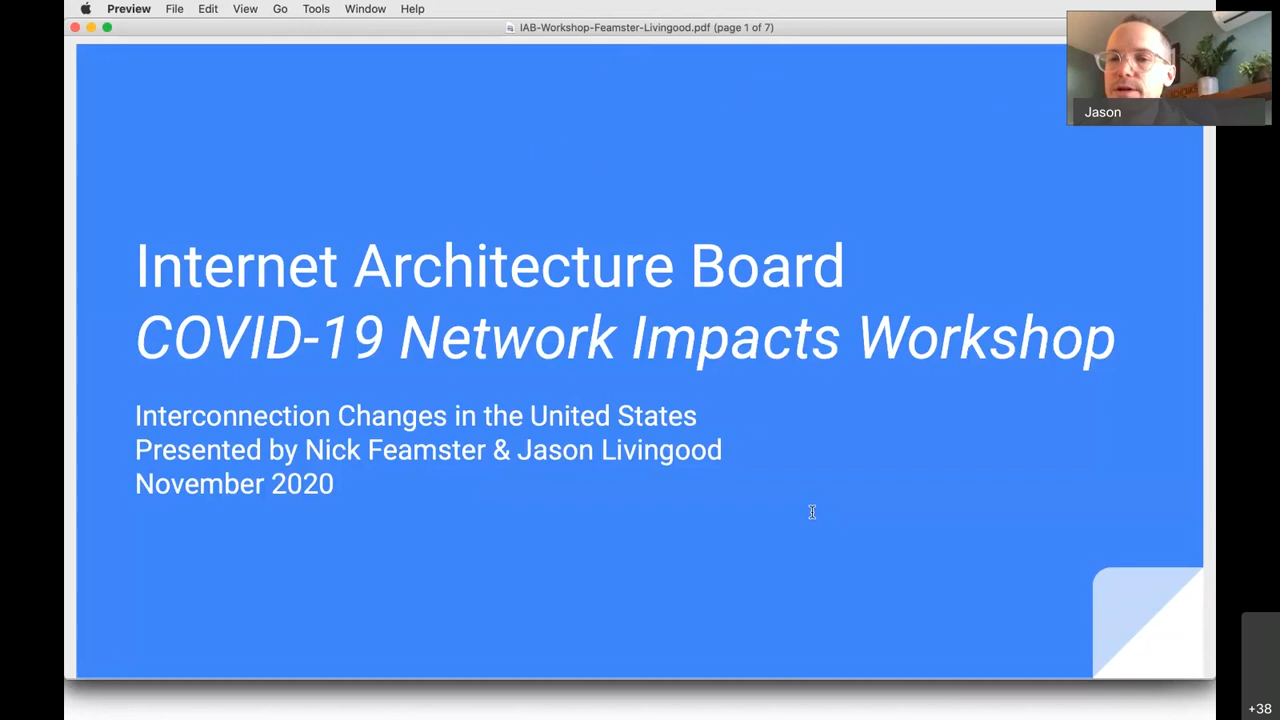 Preview File Edit View Go Tools Window Help
IAB-Workshop-Feamster-Livingood.pdf (page 1 of 7)
Jason
Internet Architecture Board
COVID-19 Network Impacts Workshop
Interconnection Changes in the United States
Presented by Nick Feamster & Jason Livingood
November 2020
+38